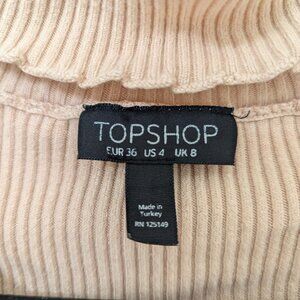 TOPSHOP
EUR 36 US 4 UK 8
Made in
Turkey
RN 125149